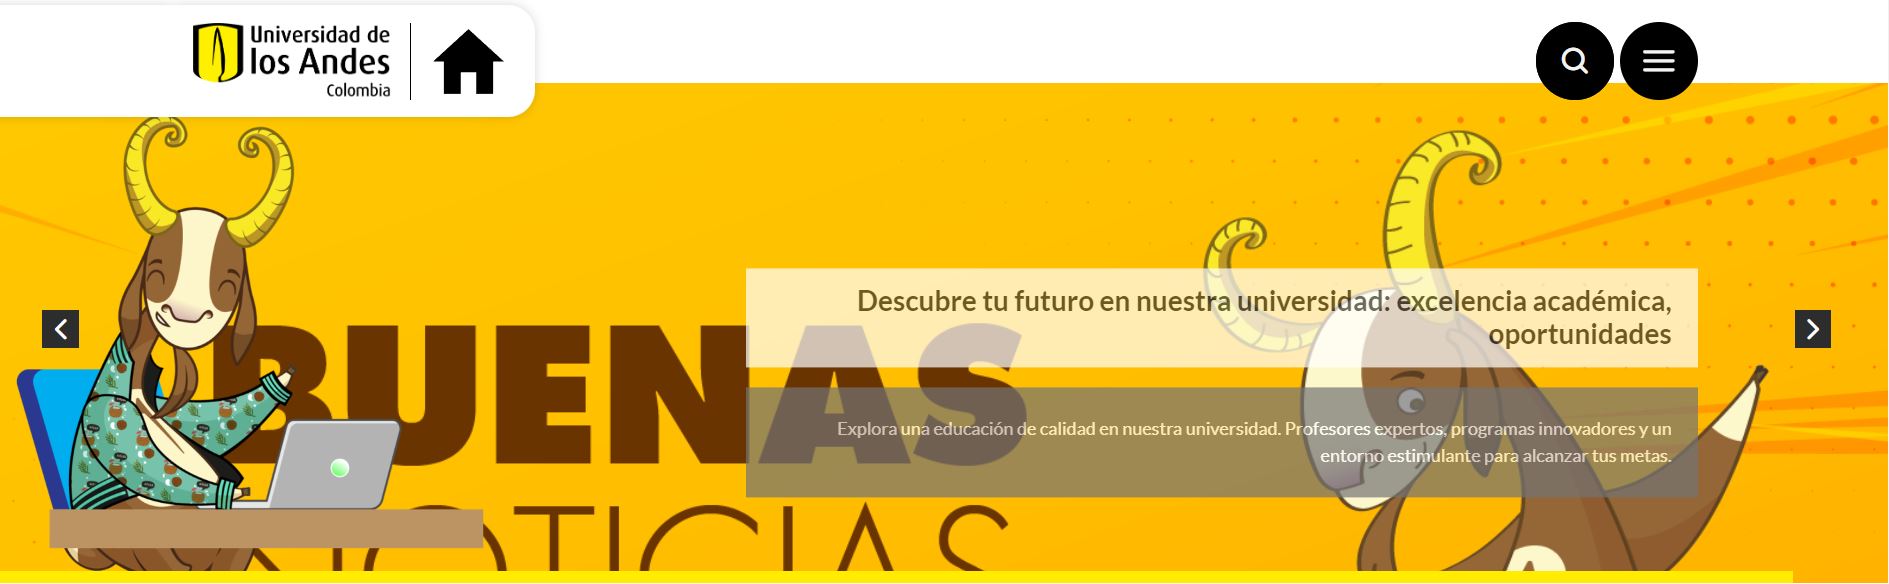 Universidad de
los Andes
Colombia
Descubre tu futuro en nuestra universidad: excelencia académica,
oportunidades
BUENAS
Explora una educación de calidad en nuestra universidad. Profesores expertos, programas innovadores y un
entorno estimulante para alcanzar tus metas.
NOTICIAS